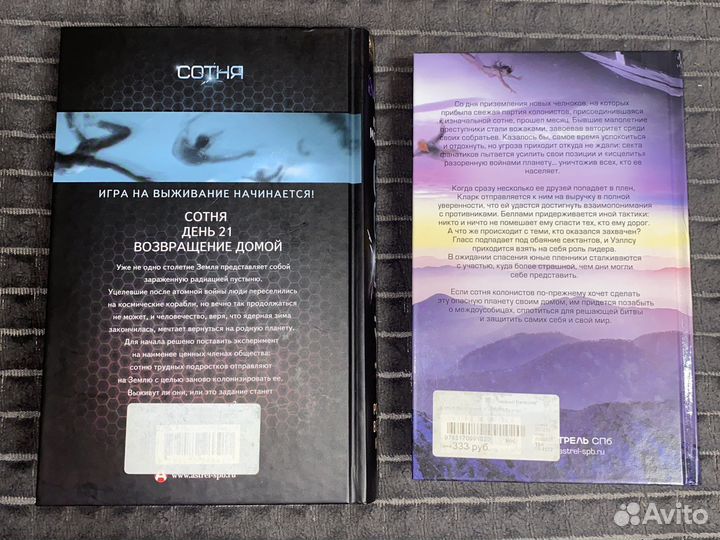 СОТНЯ
ИГРА НА ВЫЖИВАНИЕ НАЧИНАЕТСЯ!
СОТНЯ
ДЕНЬ 21
ВОЗВРАЩЕНИЕ ДОМОЙ
Уже не одно столетие Земля представляет собой
зараженную радиацией пустыню.
Уцелевшие после атомной войны люди переселились
на космические корабли, но вечно так продолжаться
не может, и человечество, веря, что ядерная зима
закончилась, мечтает вернуться на родную планету.
Для начала решено поставить эксперимент
на наименее ценных членах общества:
сотню трудных подростков отправляют
на Землю с целью заново колонизировать ее.
Выживут ли они, или это задание станет
www.astrel-spb.ru
Со дня приземления новых челноков, на которых
прибыла свежая партия колонистов, присоединившаяся
к изначальной сотне, прошел месяц. Бывшие малолетние
преступники стали вожаками, завоевав авторитет среди
своих собратьев. Казалось бы, самое время успокоиться
и отдохнуть, но угроза приходит откуда не ждали: секта
фанатиков пытается усилить свои позиции и «исцелить»
разоренную войнами планету... уничтожив всех, кто ее
населяет.
Когда сразу несколько ее друзей попадает в плен,
Кларк отправляется к ним на выручку в полной
уверенности, что ей удастся достигнуть взаимопонимания
с противниками. Беллами придерживается иной тактики:
никто и ничто не помешает ему спасти тех, кто ему дорог.
А что же происходит с теми, кто оказался захвачен?
Гласс подпадает под обаяние сектантов, и Уэллсу
приходится взять на себя роль лидера.
В ожидании спасения юные пленники сталкиваются
с участью, куда более страшной, чем они могли
себе представить.
Если сотня колонистов по-прежнему хочет сделать
эту опасную планету своим домом, им придется позабыть
о междоусобицах, сплотиться для решающей битвы
и защитить самих себя и свой мир.
333 руб.
ТРЕЛЬ СПб
astrel-spb.ru
Avito